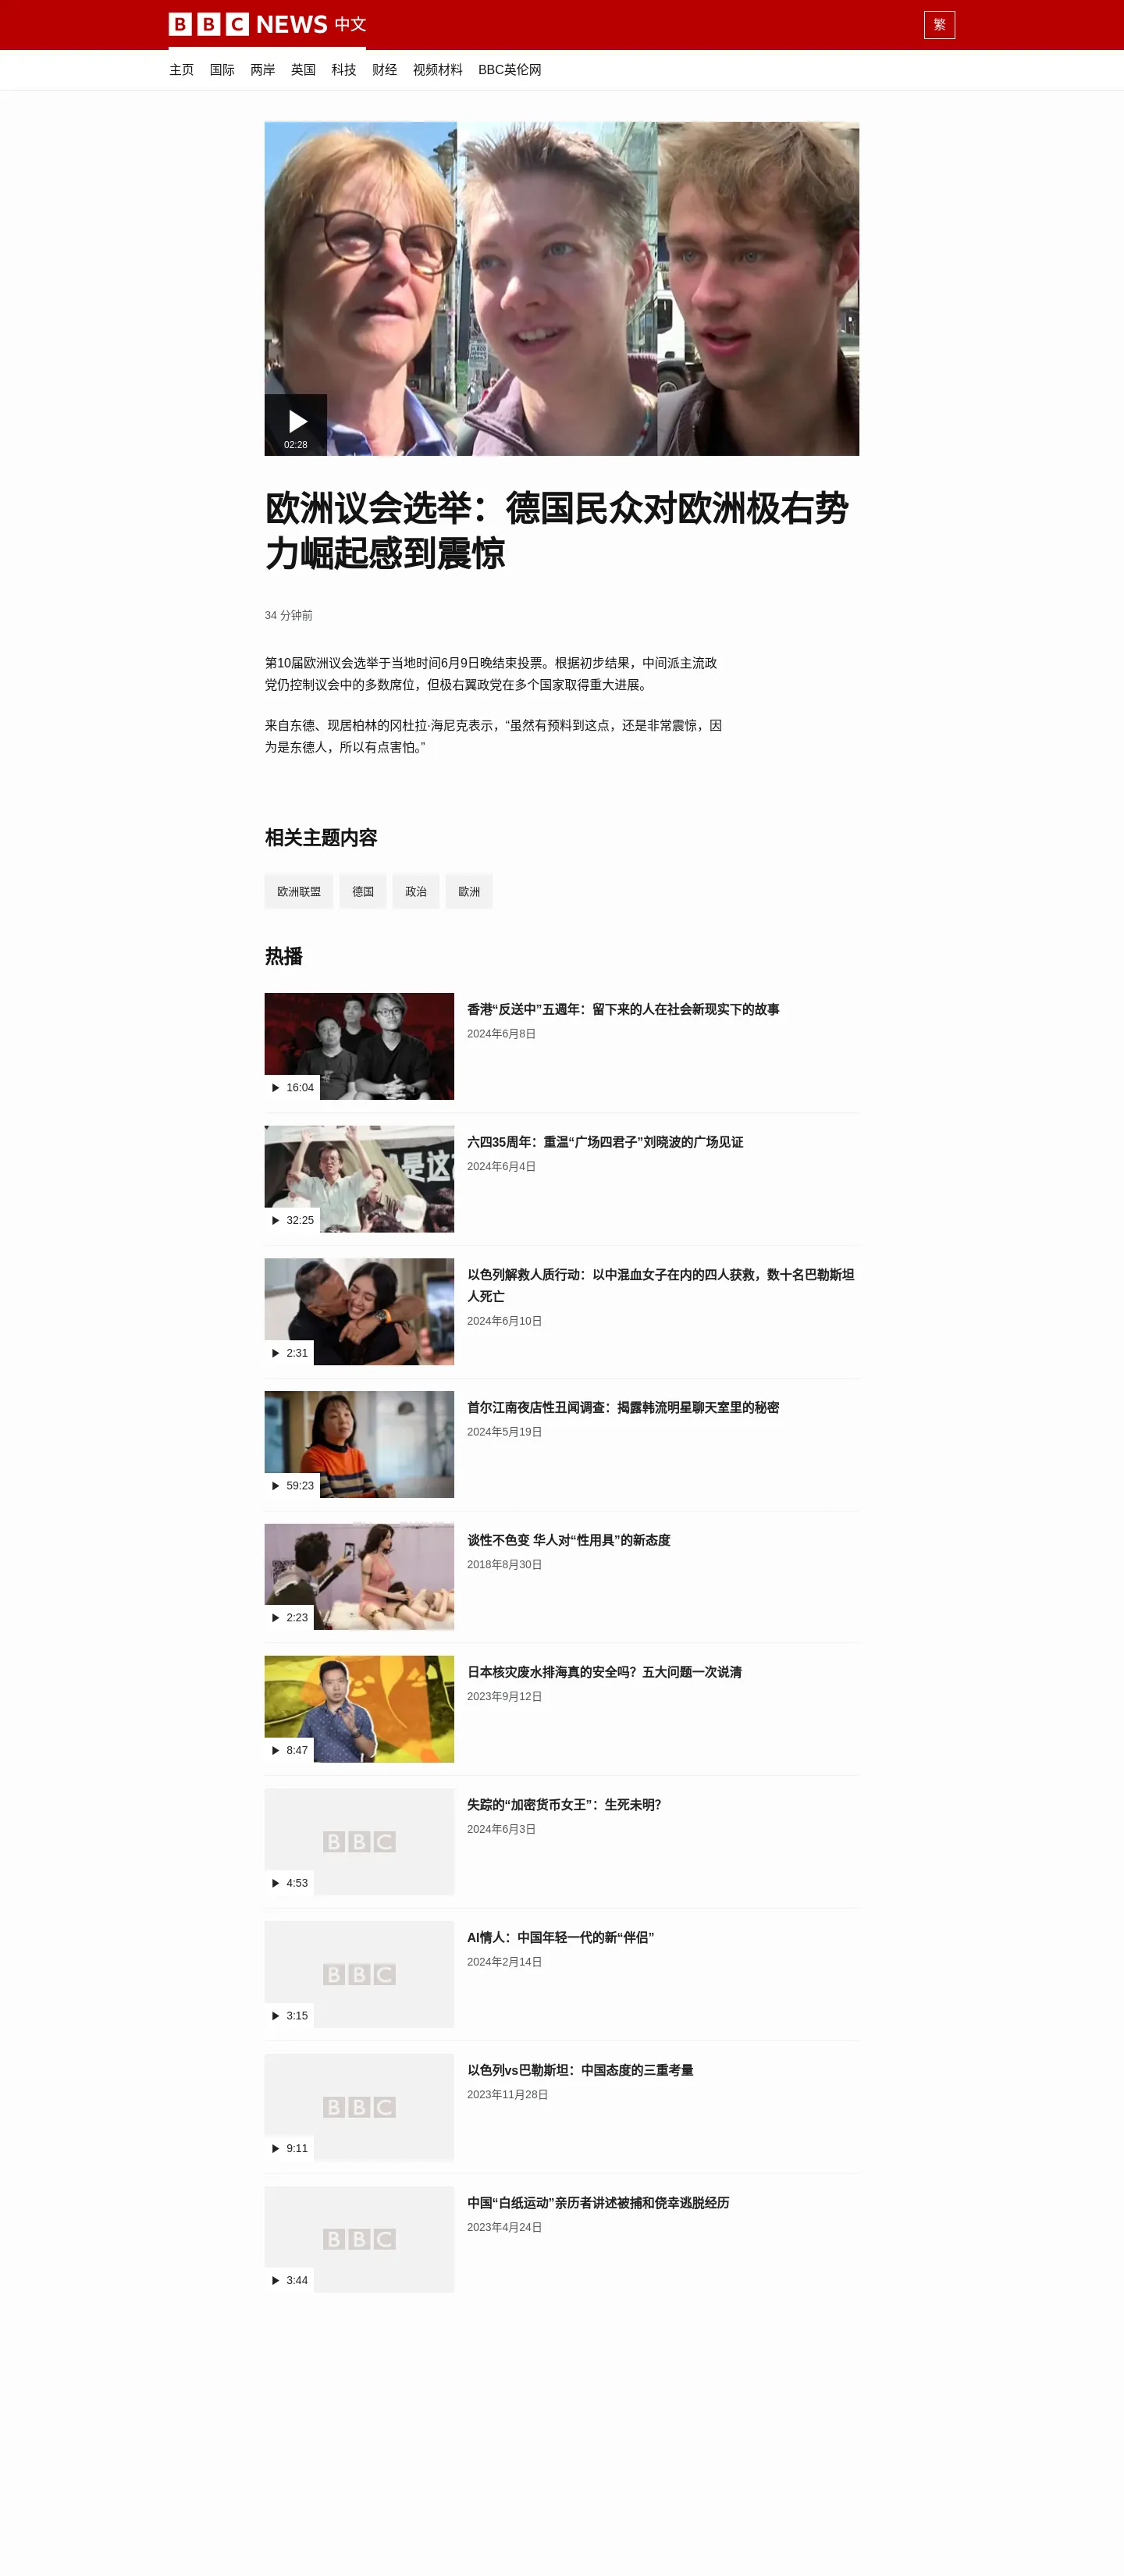 BBC NEWS 中文
繁
主页 国际 两岸 英国 科技 财经 视频材料 BBC英伦网
02:28
欧洲议会选举：德国民众对欧洲极右势
力崛起感到震惊
34 分钟前
第10届欧洲议会选举于当地时间6月9日晚结束投票。根据初步结果，中间派主流政
党仍控制议会中的多数席位，但极右翼政党在多个国家取得重大进展。
来自东德、现居柏林的冈杜拉·海尼克表示，“虽然有预料到这点，还是非常震惊，因
为是东德人，所以有点害怕。”
相关主题内容
欧洲联盟 德国 政治 歐洲
热播
香港“反送中”五週年：留下来的人在社会新现实下的故事
2024年6月8日
16:04
六四35周年：重温“广场四君子”刘晓波的广场见证
2024年6月4日
是这
32:25
以色列解救人质行动：以中混血女子在内的四人获救，数十名巴勒斯坦
人死亡
2024年6月10日
2:31
首尔江南夜店性丑闻调查：揭露韩流明星聊天室里的秘密
2024年5月19日
59:23
谈性不色变 华人对“性用具”的新态度
2018年8月30日
2:23
日本核灾废水排海真的安全吗？五大问题一次说清
2023年9月12日
8:47
失踪的“加密货币女王”：生死未明？
2024年6月3日
BBC
4:53
AI情人：中国年轻一代的新“伴侣”
2024年2月14日
BBC
3:15
以色列vs巴勒斯坦：中国态度的三重考量
2023年11月28日
BBC
9:11
中国“白纸运动”亲历者讲述被捕和侥幸逃脱经历
2023年4月24日
BBC
3:44